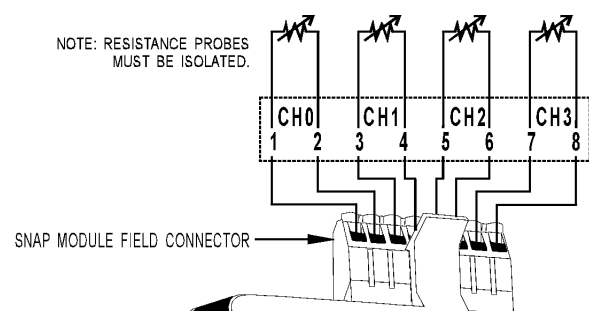 NOTE: RESISTANCE PROBES
MUST BE ISOLATED.
CH0 CH1 CH2 CH3
1 2 3 4 5 6 7 8
SNAP MODULE FIELD CONNECTOR